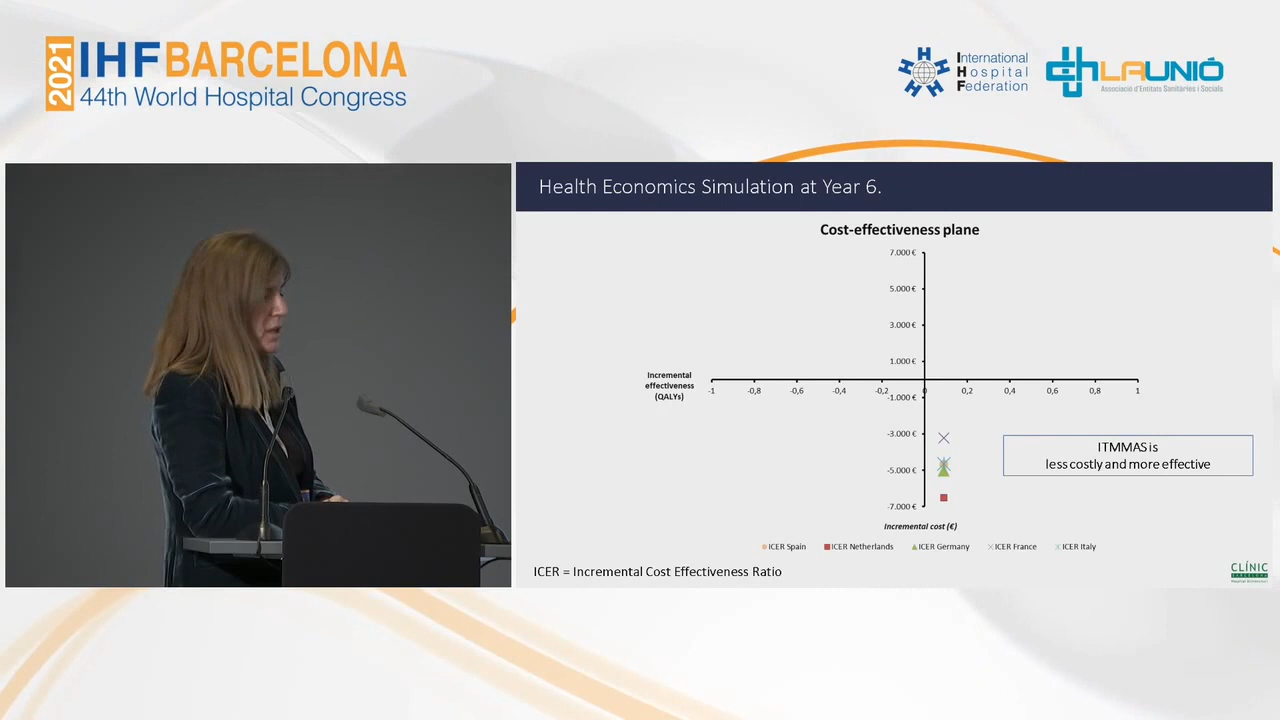 2021 IHF BARCELONA
44th World Hospital Congress
International
Hospital
Federation
LAUNIÓ
Associació d'Entitats Sanitàries i Socials
Health Economics Simulation at Year 6.
Cost-effectiveness plane
7.000 €
5.000 €
3.000 €
1.000 €
Incremental
effectiveness
(QALYs)
-1 -0,8 -0,6 -0,4 -0,2 0 0,2 0,4 0,6 0,8 1
-1.000 €
-3.000 €
-5.000 €
-7.000 €
ITMMAS is
less costly and more effective
Incremental cost (€)
ICER Spain ICER Netherlands ICER Germany ICER France ICER Italy
ICER = Incremental Cost Effectiveness Ratio
CLÍNIC
BARCELONA
Hospital Universitari